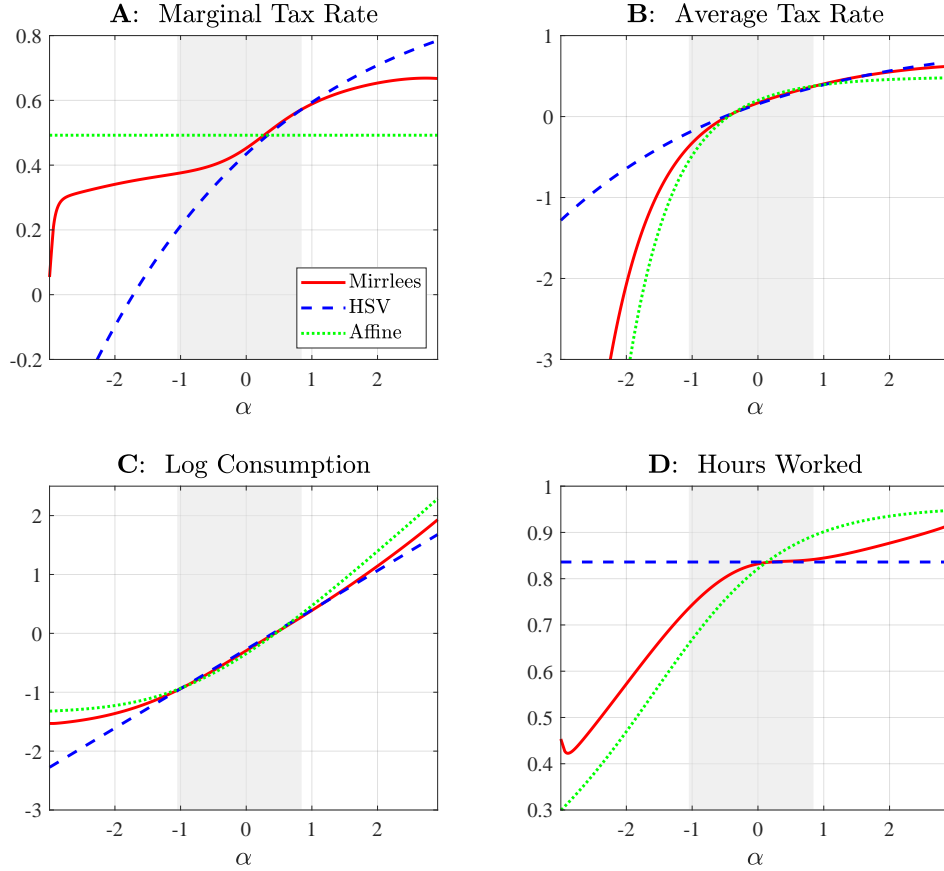 A: Marginal Tax Rate
0.8
0.6
0.4
0.2
0
-0.2
-2 -1 0 1 2
α
Mirrlees
HSV
Affine
B: Average Tax Rate
1
0
-1
-2
-3
-2 -1 0 1 2
α
C: Log Consumption
2
1
0
-1
-2
-3
-2 -1 0 1 2
α
D: Hours Worked
1
0.9
0.8
0.7
0.6
0.5
0.4
0.3
-2 -1 0 1 2
α